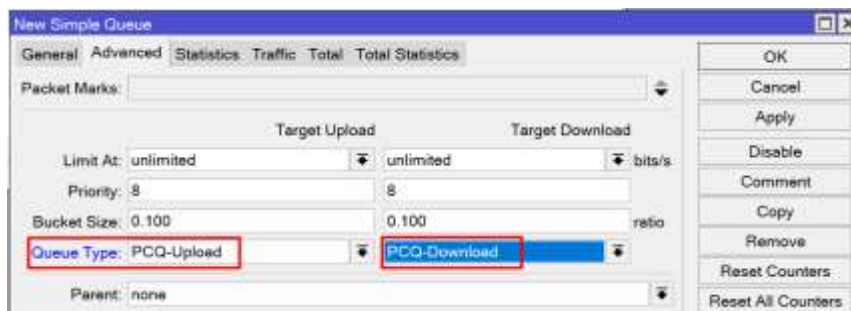 New Simple Queue
General Advanced Statistics Traffic Total Total Statistics
OK
Packet Marks:
Cancel
Apply
Target Upload Target Download
Limit At: unlimited unlimited bits/s
Disable
Priority: 8 8
Comment
Bucket Size: 0.100 0.100 ratio
Copy
Queue Type: PCQ-Upload PCQ-Download
Remove
Reset Counters
Parent: none
Reset All Counters